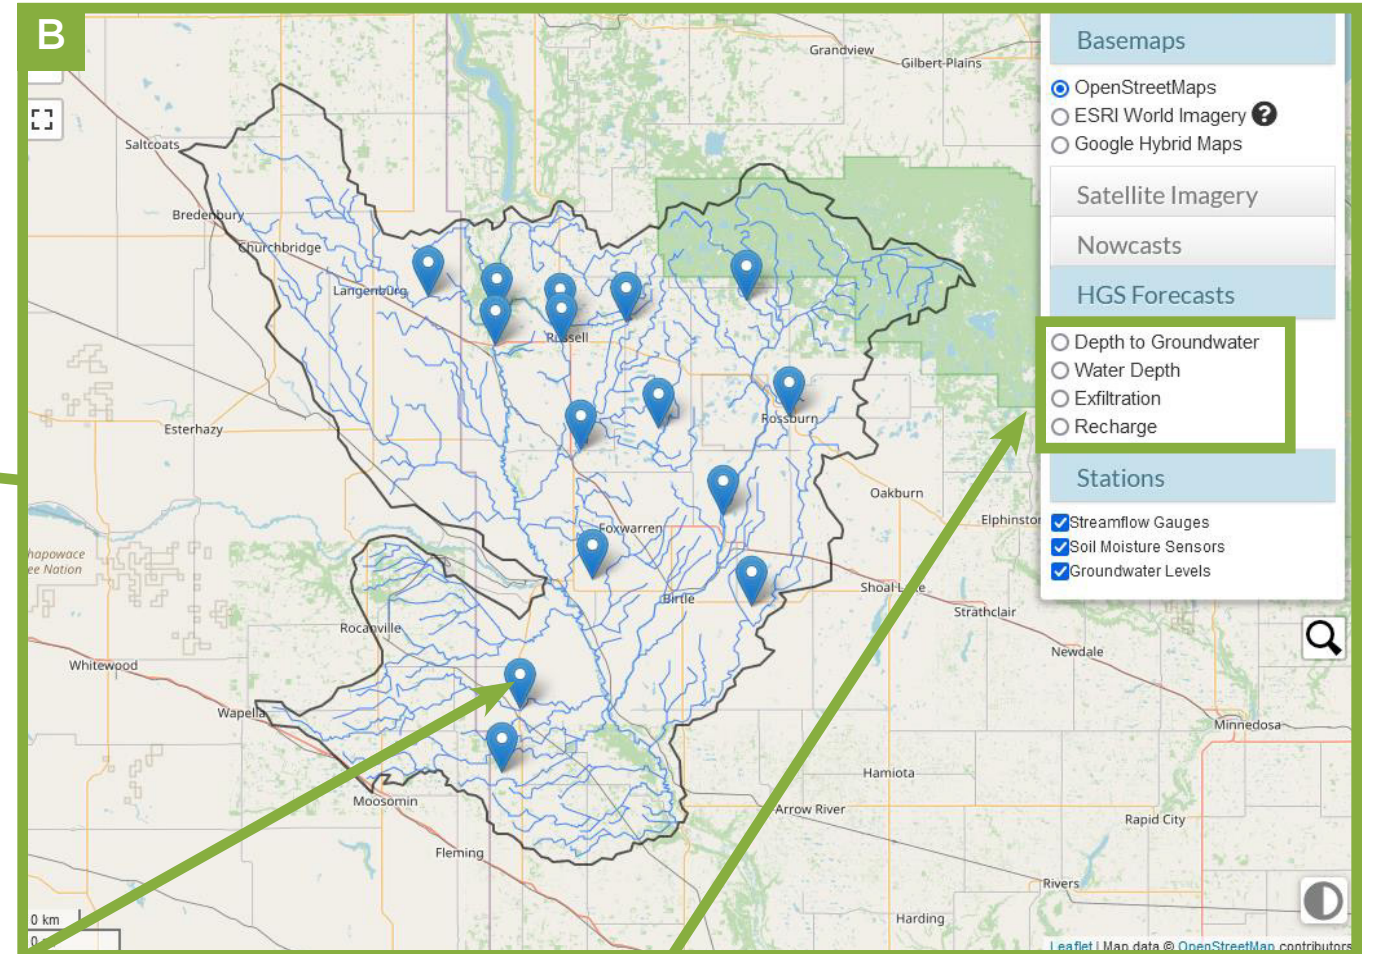 B
Grandview
Gilbert Plains
Saltcoats
Bredenbury
Churchbridge
Langenburg
Russell
Esterhazy
Rossburn
Oakburn
Foxwarren
ee Nation
Birtle
Shoal Lake
Strathclair
Rocanville
Newdale
Whitewood
Wapella
Minnedosa
Hamiota
Moosomin
Arrow River
Rapid City
Fleming
Rivers
Harding
0 km
Basemaps
OpenStreetMaps
ESRI World Imagery ?
Google Hybrid Maps
Satellite Imagery
Nowcasts
HGS Forecasts
Depth to Groundwater
Water Depth
Exfiltration
Recharge
Stations
Streamflow Gauges
Soil Moisture Sensors
Groundwater Levels
Leaflet | Map data © OpenStreetMap contributors